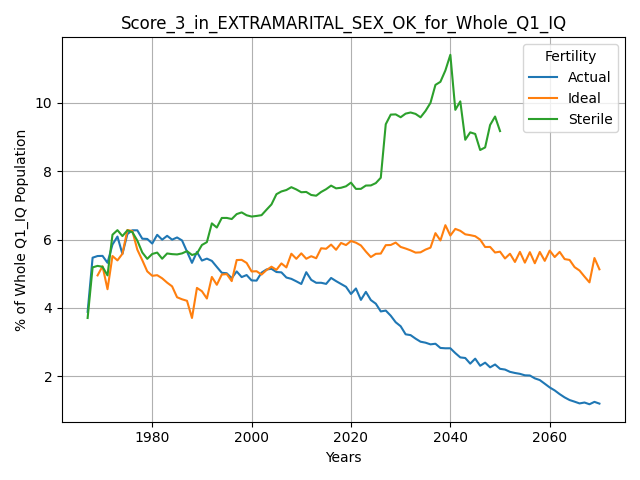 Score_3_in_EXTRAMARITAL_SEX_OK_for_Whole_Q1_IQ
Fertility
Actual
Ideal
Sterile
% of Whole Q1_IQ Population
10
8
6
4
2
1980
2000
2020
2040
2060
Years